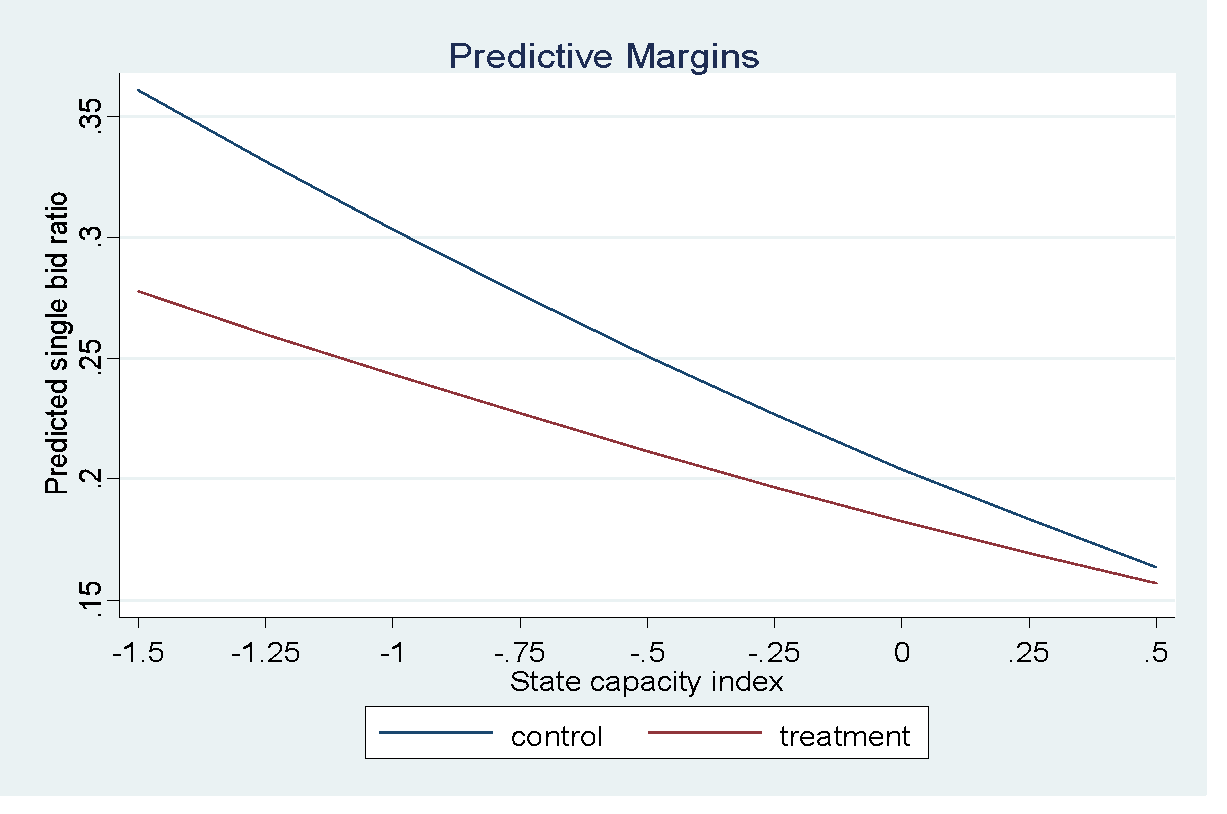 Predictive Margins
Predicted single bid ratio
.35
.3
.25
.2
.15
-1.5 -1.25 -1 -.75 -.5 -.25 0 .25 .5
State capacity index
control treatment